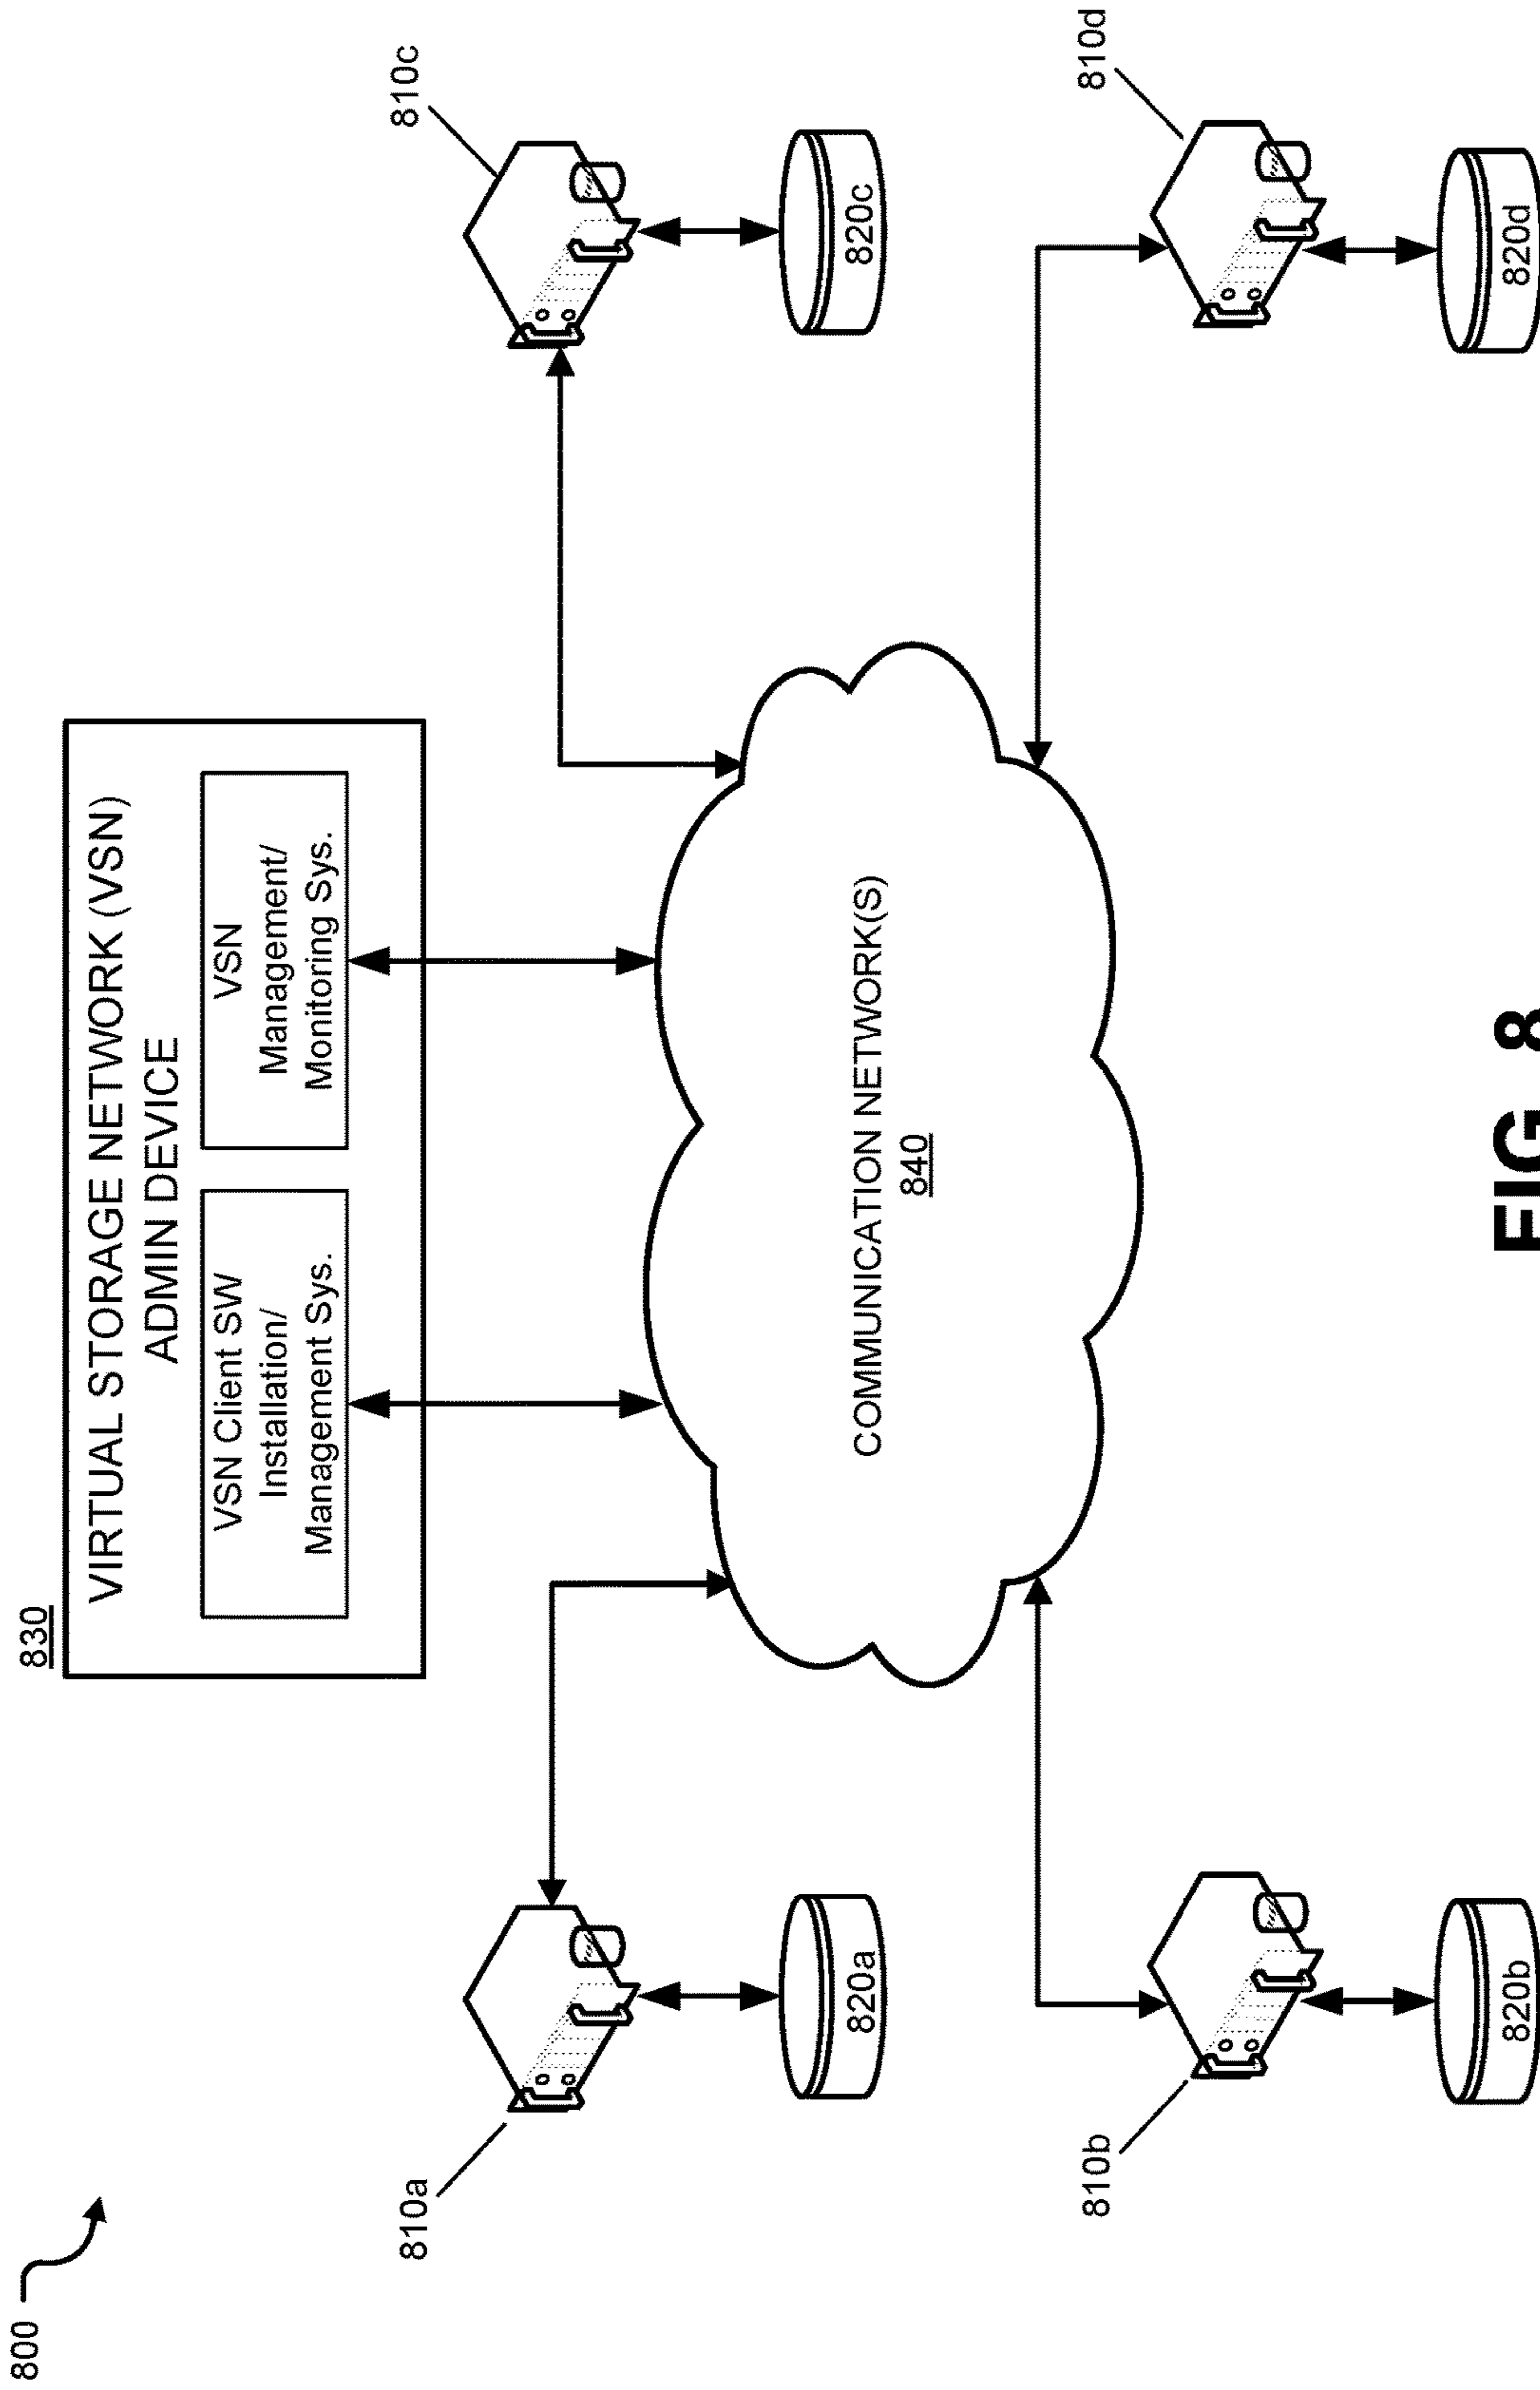 800
830
VIRTUAL STORAGE NETWORK (VSN)
ADMIN DEVICE
VSN Client SW
Installation/
Management Sys.
VSN
Management/
Monitoring Sys.
810a
820a
810c
820c
COMMUNICATION NETWORK(S)
840
810b
820b
810d
820d
FIG. 8